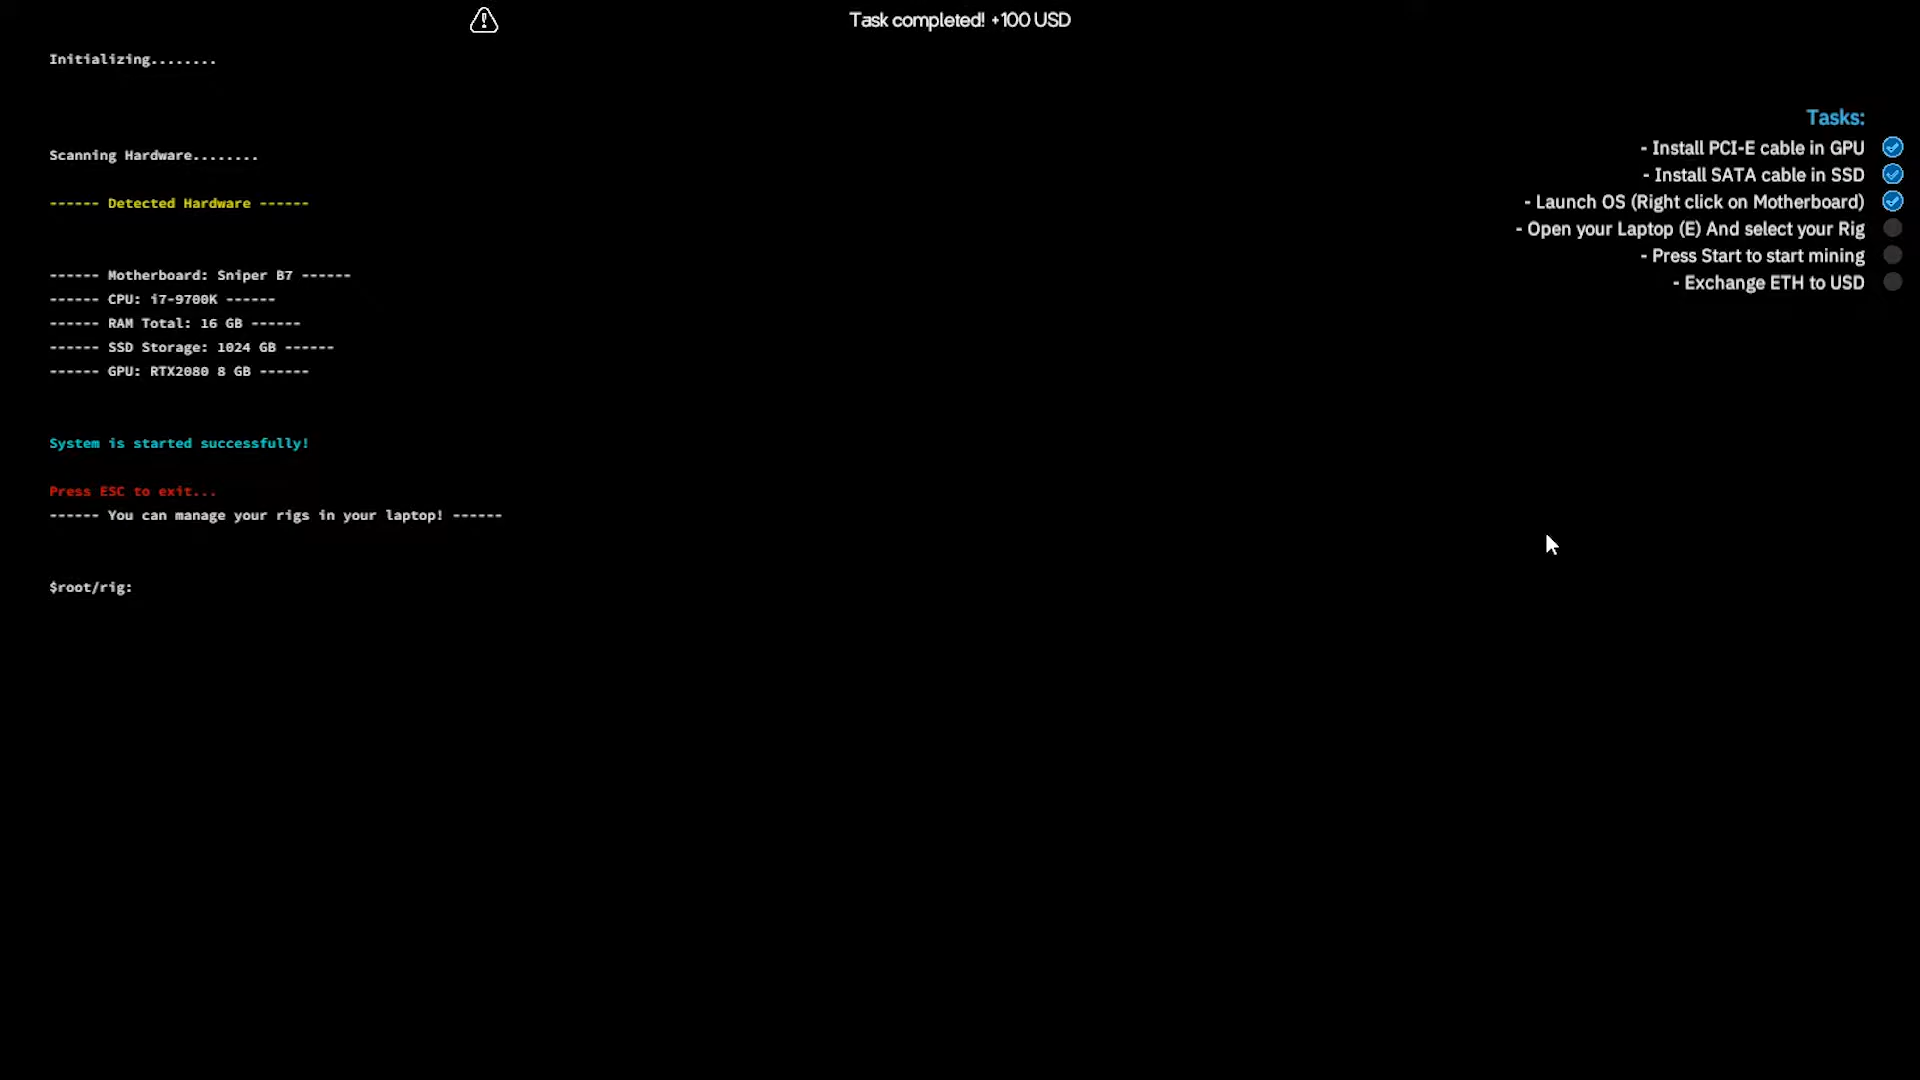 Task completed! +100 USD
Initializing........
Scanning Hardware........
------ Detected Hardware ------
------ Motherboard: Sniper B7 ------
------ CPU: i7-9700K ------
------ RAM Total: 16 GB ------
------ SSD Storage: 1024 GB ------
------ GPU: RTX2080 8 GB ------
System is started successfully!
Press ESC to exit...
------ You can manage your rigs in your laptop! ------
$root/rig:
Tasks:
- Install PCI-E cable in GPU
- Install SATA cable in SSD
- Launch OS (Right click on Motherboard)
- Open your Laptop (E) And select your Rig
- Press Start to start mining
- Exchange ETH to USD